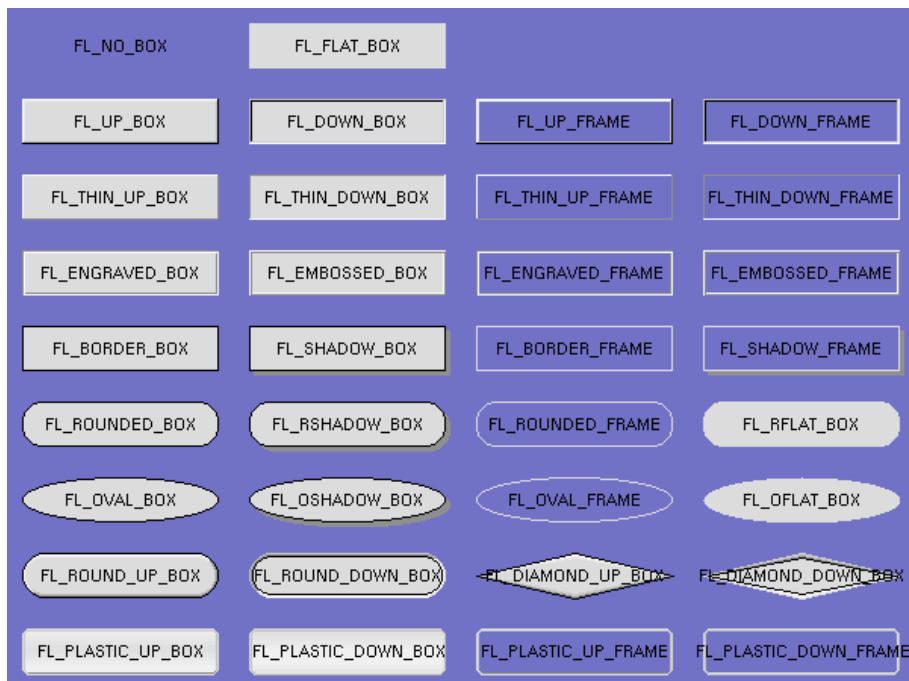 FL_NO_BOX FL_FLAT_BOX
FL_UP_BOX FL_DOWN_BOX FL_UP_FRAME FL_DOWN_FRAME
FL_THIN_UP_BOX FL_THIN_DOWN_BOX FL_THIN_UP_FRAME FL_THIN_DOWN_FRAME
FL_ENGRAVED_BOX FL_EMBOSSED_BOX FL_ENGRAVED_FRAME FL_EMBOSSED_FRAME
FL_BORDER_BOX FL_SHADOW_BOX FL_BORDER_FRAME FL_SHADOW_FRAME
FL_ROUNDED_BOX FL_RSHADOW_BOX FL_ROUNDED_FRAME FL_RFLAT_BOX
FL_OVAL_BOX FL_OSHADOW_BOX FL_OVAL_FRAME FL_OFLAT_BOX
FL_ROUND_UP_BOX FL_ROUND_DOWN_BOX FL_DIAMOND_UP_BOX FL_DIAMOND_DOWN_BOX
FL_PLASTIC_UP_BOX FL_PLASTIC_DOWN_BOX FL_PLASTIC_UP_FRAME FL_PLASTIC_DOWN_FRAME